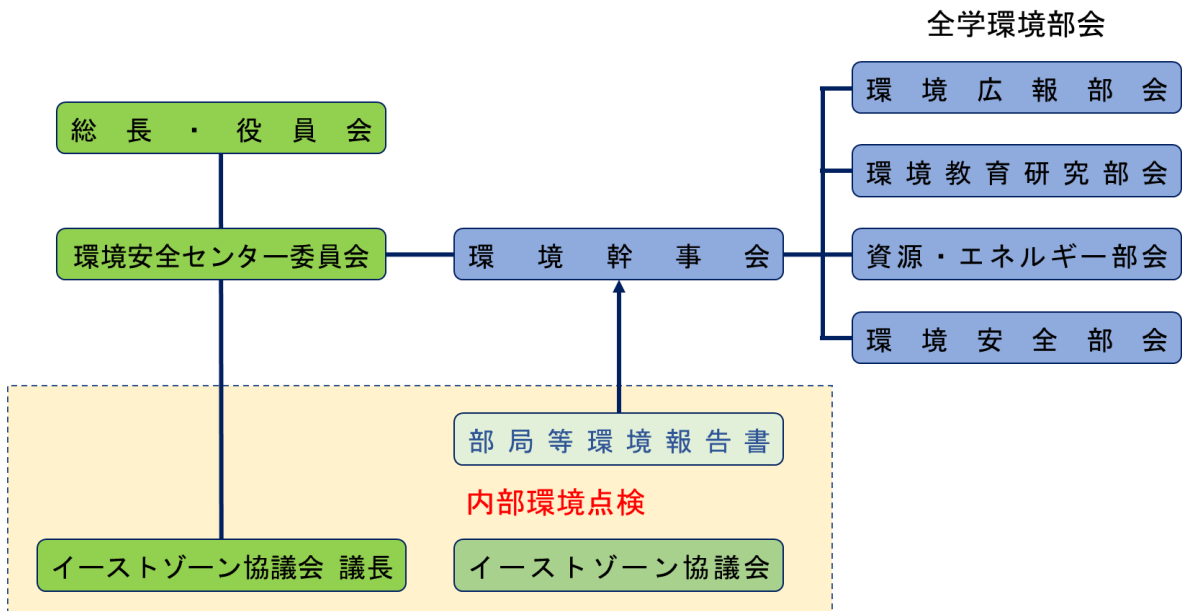 全学環境部会
環境広報部会
総長・役員会
環境教育研究部会
環境安全センター委員会
環境幹事会
資源・エネルギー部会
環境安全部会
部局等環境報告書
内部環境点検
イーストゾーン協議会 議長
イーストゾーン協議会